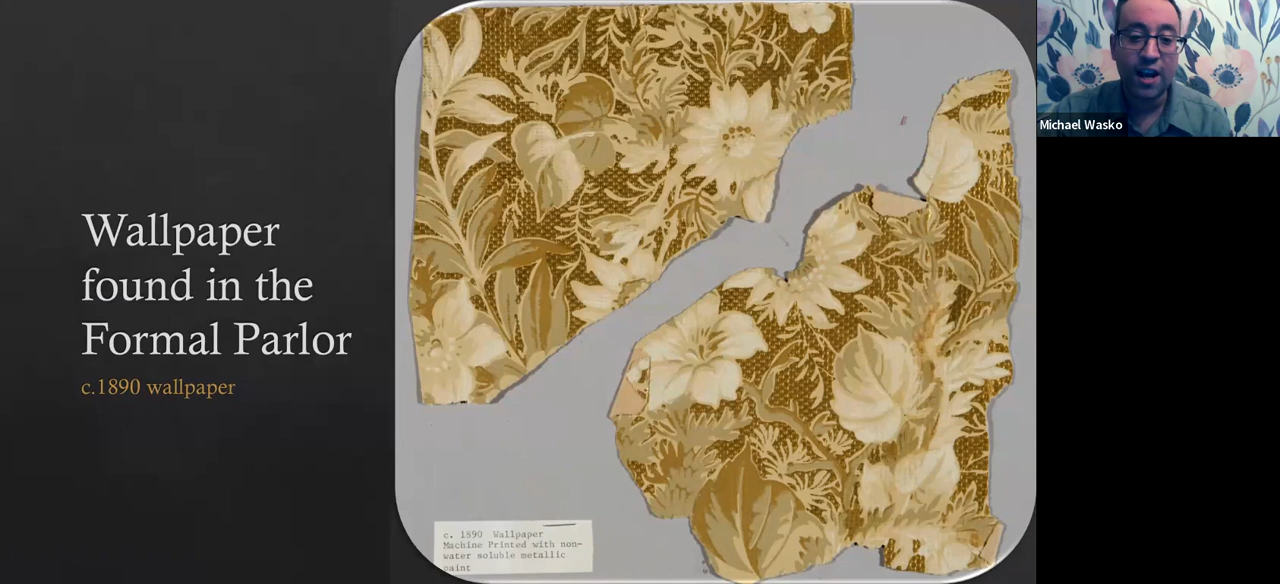 Wallpaper
found in the
Formal Parlor
c.1890 wallpaper
Michael Wasko
c. 1890 Wallpaper
Machine Printed with non-
water soluble metallic
paint